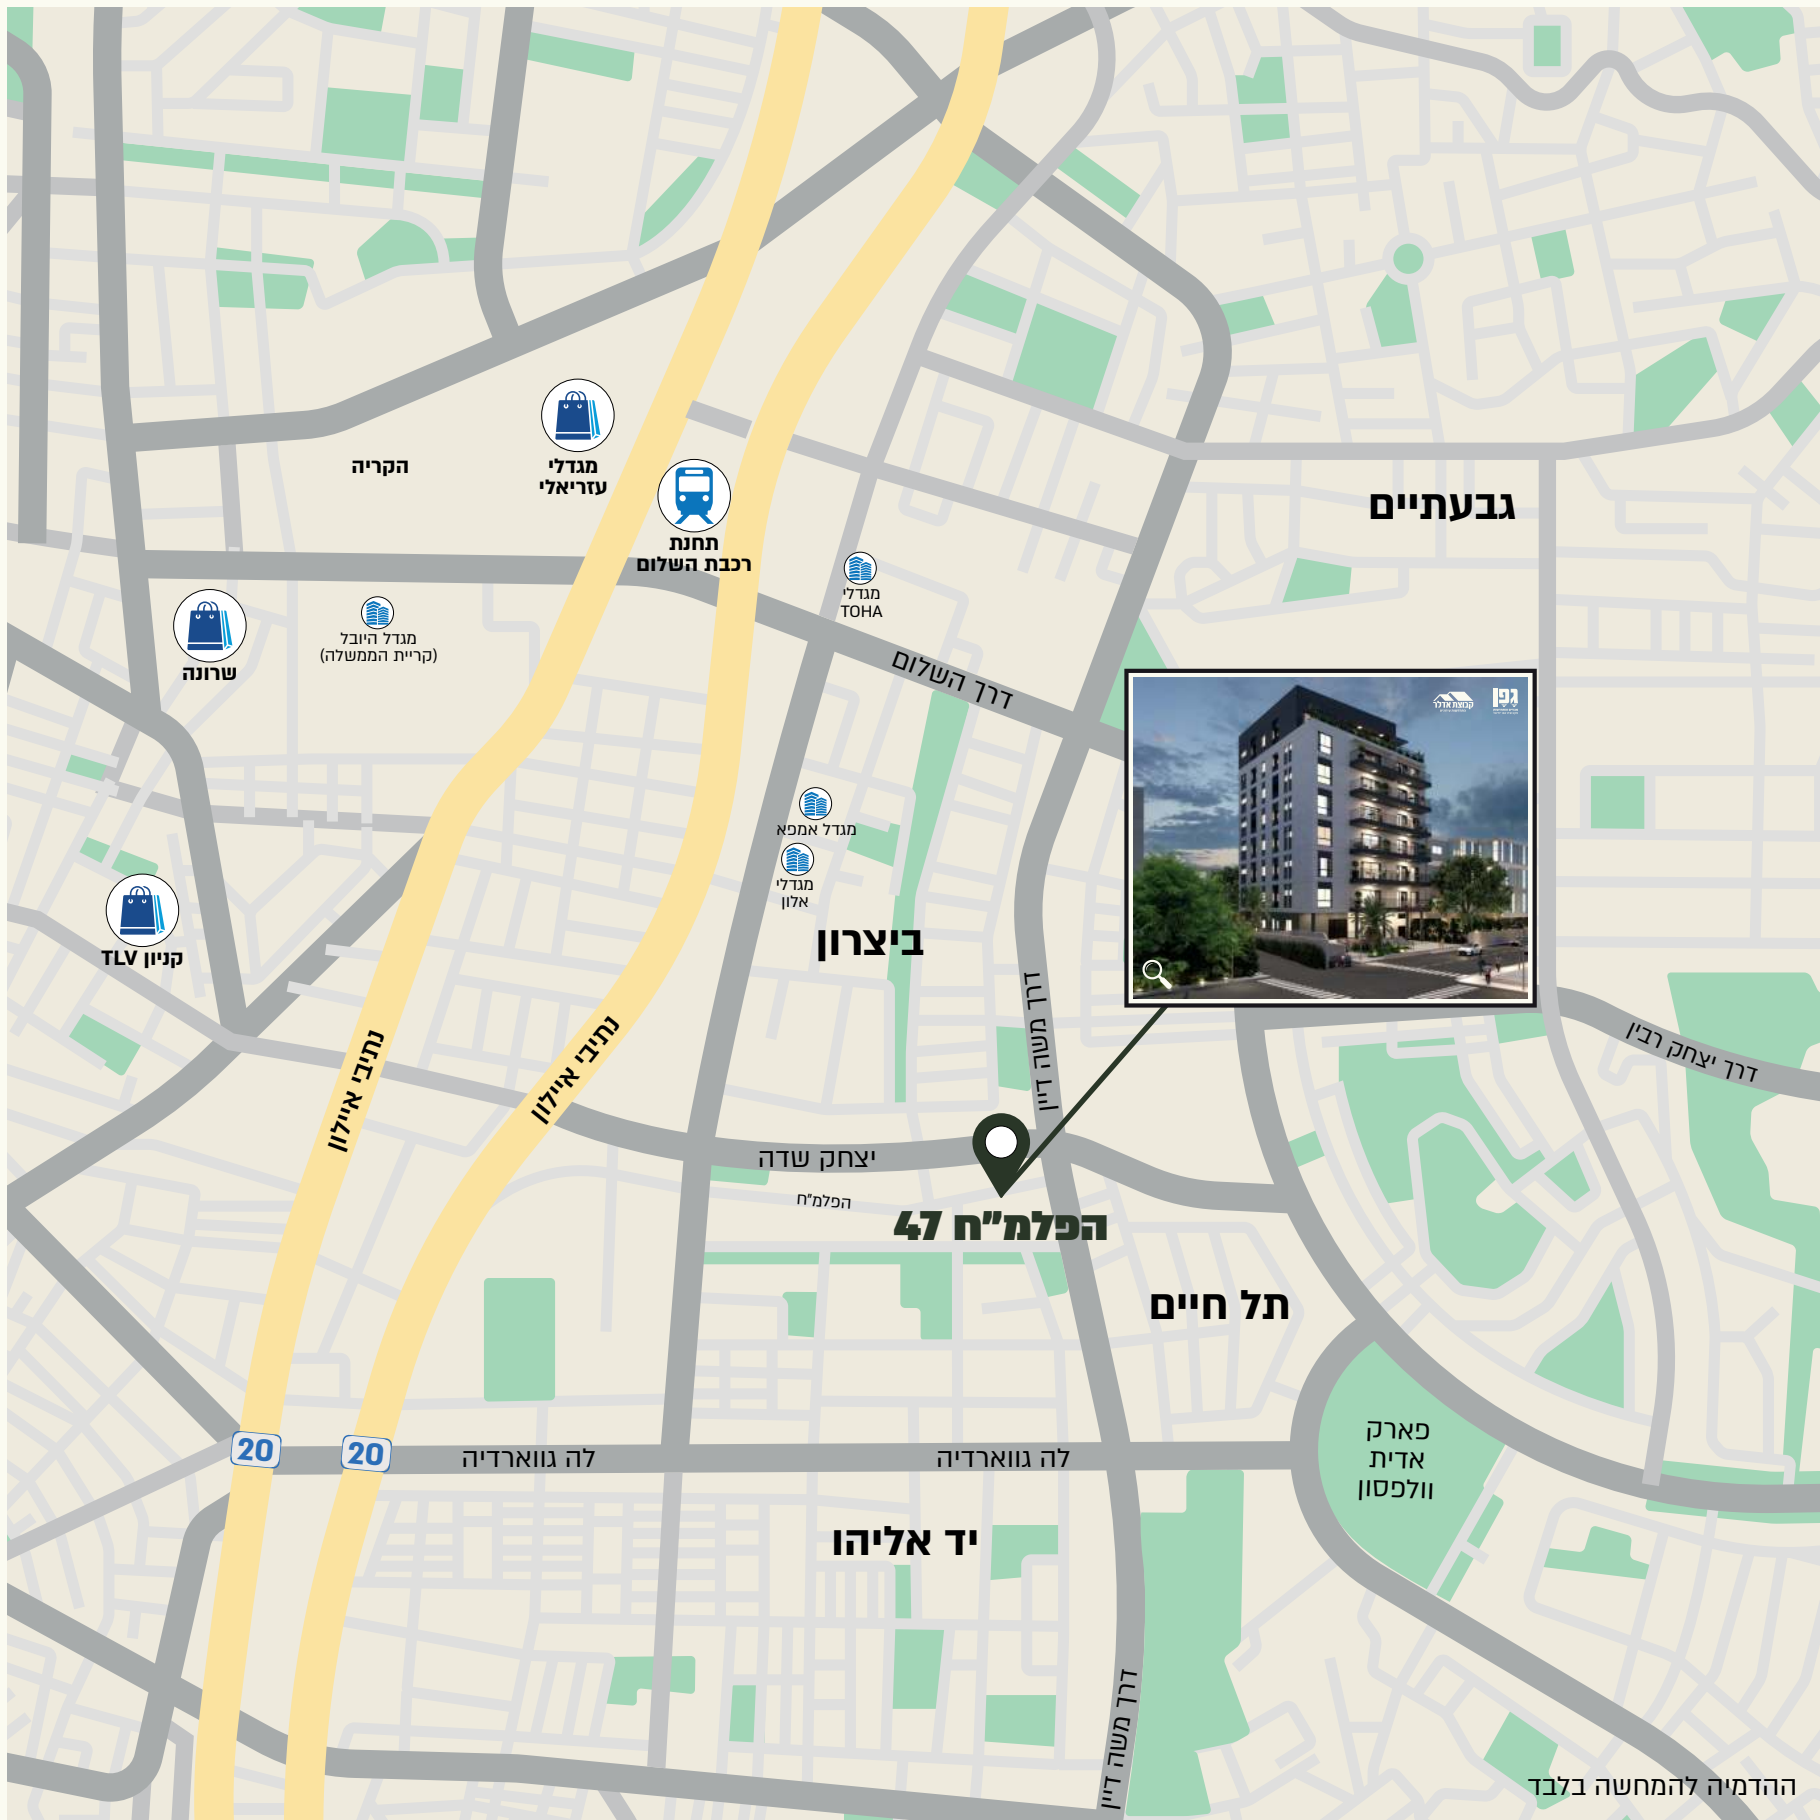 הקריה
מגדלי
עזריאלי
תחנת
רכבת השלום
גבעתיים
מגדלי
TOHA
שרונה
מגדל היובל
(קריית הממשלה)
דרך השלום
קבוצת אדלר
גפן
מגדל אמפא
מגדלי
אלון
ביצרון
קניון TLV
דרך משה דיין
נתיבי איילון
נתיבי איילון
דרך יצחק רבין
יצחק שדה
הפלמ"ח
הפלמ"ח 47
תל חיים
פארק
אדית
וולפסון
20
20
לה גווארדיה
לה גווארדיה
יד אליהו
דרך משה דיין
ההדמיה להמחשה בלבד